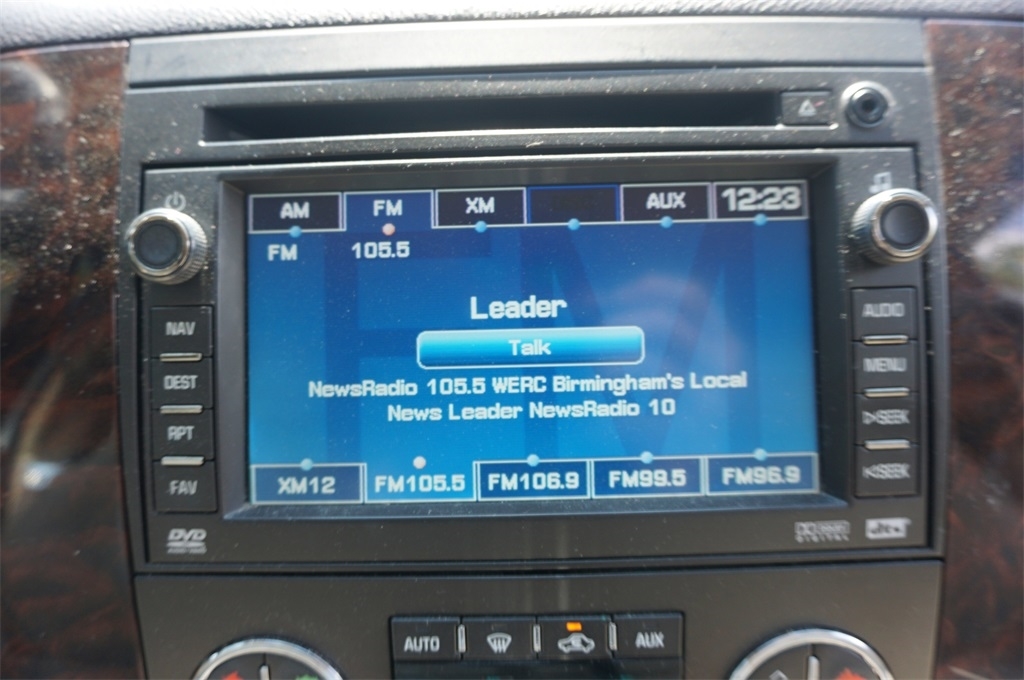 AM FM XM AUX 12:23
FM 105.5
Leader
Talk
NewsRadio 105.5 WERC Birmingham's Local
News Leader NewsRadio 10
XM12 FM105.5 FM106.9 FM99.5 FM96.9
NAV
DEST
RPT
FAV
AUDIO
MENU
SEEK
SEEK
DVD
DIGITAL
dts
AUTO AUX